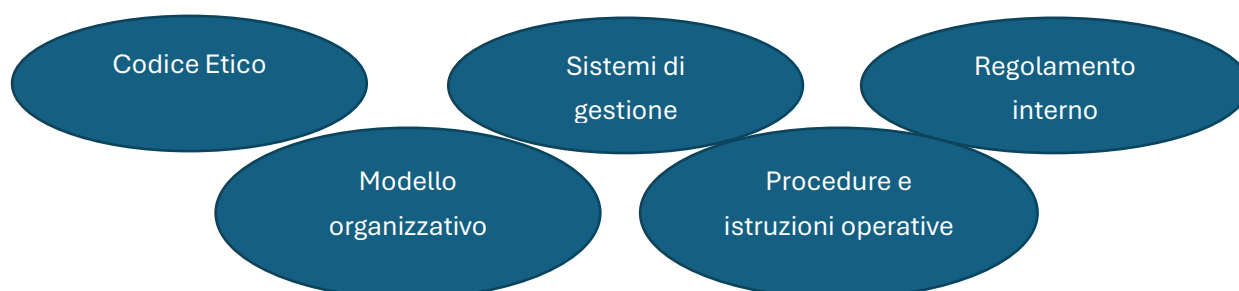 Codice Etico
Sistemi di
gestione
Regolamento
interno
Modello
organizzativo
Procedure e
istruzioni operative